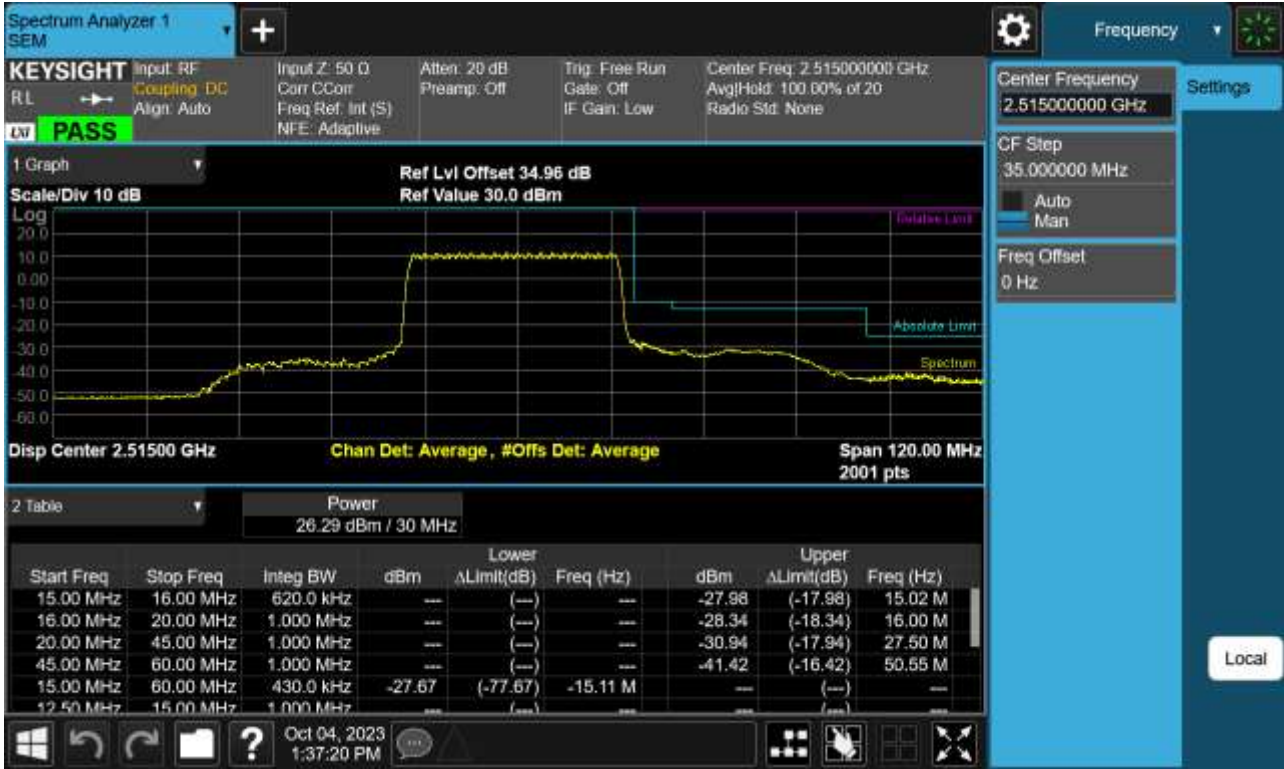 Spectrum Analyzer 1
SEM
+
Frequency
KEYSIGHT
RL
LXI
PASS
Input: RF
Coupling: DC
Align: Auto
Input Z: 50 Ω
Corr CCorr
Freq Ref: Int (S)
NFE: Adaptive
Atten: 20 dB
Preamp: Off
Trig: Free Run
Gate: Off
IF Gain: Low
Center Freq: 2.515000000 GHz
Avg|Hold: 100.00% of 20
Radio Std: None
Center Frequency
2.515000000 GHz
Settings
CF Step
35.000000 MHz
Auto
Man
Freq Offset
0 Hz
Local
1 Graph
Scale/Div 10 dB
Ref Lvl Offset 34.96 dB
Ref Value 30.0 dBm
Log
20.0
10.0
0.00
-10.0
-20.0
-30.0
-40.0
-50.0
-60.0
Relative Limit
Absolute Limit
Spectrum
Disp Center 2.51500 GHz
Chan Det: Average, #Offs Det: Average
Span 120.00 MHz
2001 pts
2 Table
Power
26.29 dBm / 30 MHz
Lower Upper
Start Freq Stop Freq Integ BW dBm ΔLimit(dB) Freq (Hz) dBm ΔLimit(dB) Freq (Hz)
15.00 MHz 16.00 MHz 620.0 kHz --- (---) --- -27.98 (-17.98) 15.02 M
16.00 MHz 20.00 MHz 1.000 MHz --- (---) --- -28.34 (-18.34) 16.00 M
20.00 MHz 45.00 MHz 1.000 MHz --- (---) --- -30.94 (-17.94) 27.50 M
45.00 MHz 60.00 MHz 1.000 MHz --- (---) --- -41.42 (-16.42) 50.55 M
15.00 MHz 60.00 MHz 430.0 kHz -27.67 (-77.67) -15.11 M --- (---) ---
12.50 MHz 15.00 MHz 1.000 MHz --- (---) --- --- (---) ---
?
Oct 04, 2023
1:37:20 PM